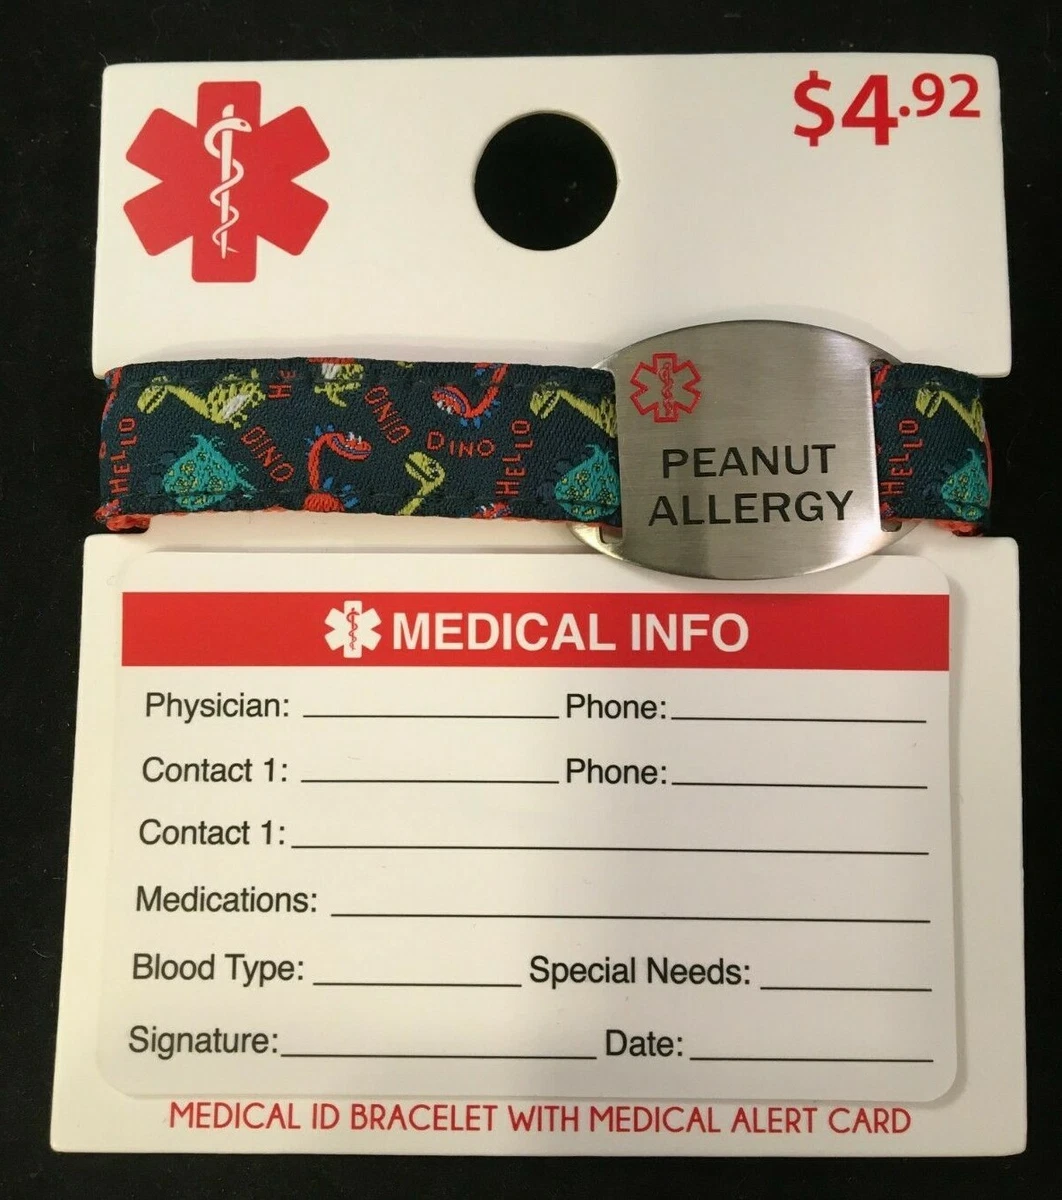 $4.92
HELLO
DINO
HE
DINO
DINO
HELLO
HELLO
PEANUT
ALLERGY
MEDICAL INFO
Physician: Phone:
Contact 1: Phone:
Contact 1:
Medications:
Blood Type: Special Needs:
Signature: Date:
MEDICAL ID BRACELET WITH MEDICAL ALERT CARD